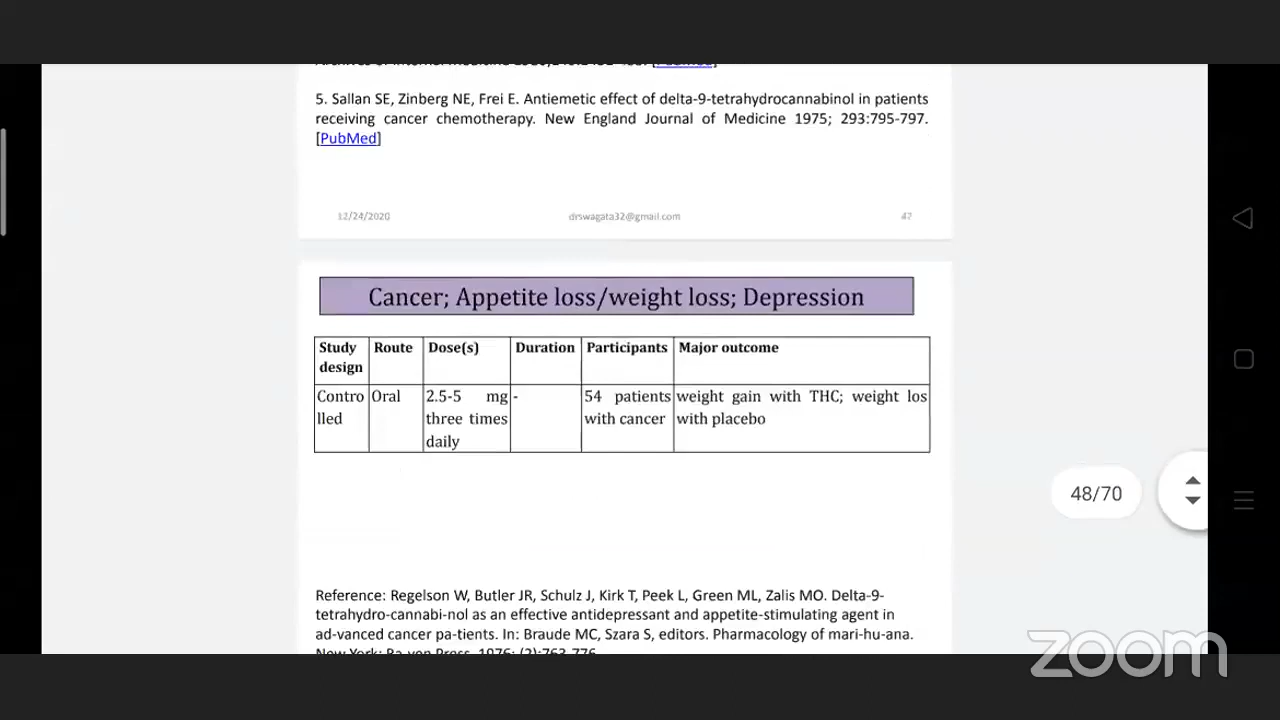 5. Sallan SE, Zinberg NE, Frei E. Antiemetic effect of delta-9-tetrahydrocannabinol in patients
receiving cancer chemotherapy. New England Journal of Medicine 1975; 293:795-797.
[PubMed]
12/24/2020 drswagata32@gmail.com 47
Cancer; Appetite loss/weight loss; Depression
Study design Route Dose(s) Duration Participants Major outcome
Contro Oral 2.5-5 mg - 54 patients weight gain with THC; weight los
lled three times with cancer with placebo
daily
48/70
Reference: Regelson W, Butler JR, Schulz J, Kirk T, Peek L, Green ML, Zalis MO. Delta-9-
tetrahydro-cannabi-nol as an effective antidepressant and appetite-stimulating agent in
ad-vanced cancer pa-tients. In: Braude MC, Szara S, editors. Pharmacology of mari-hu-ana.
zoom